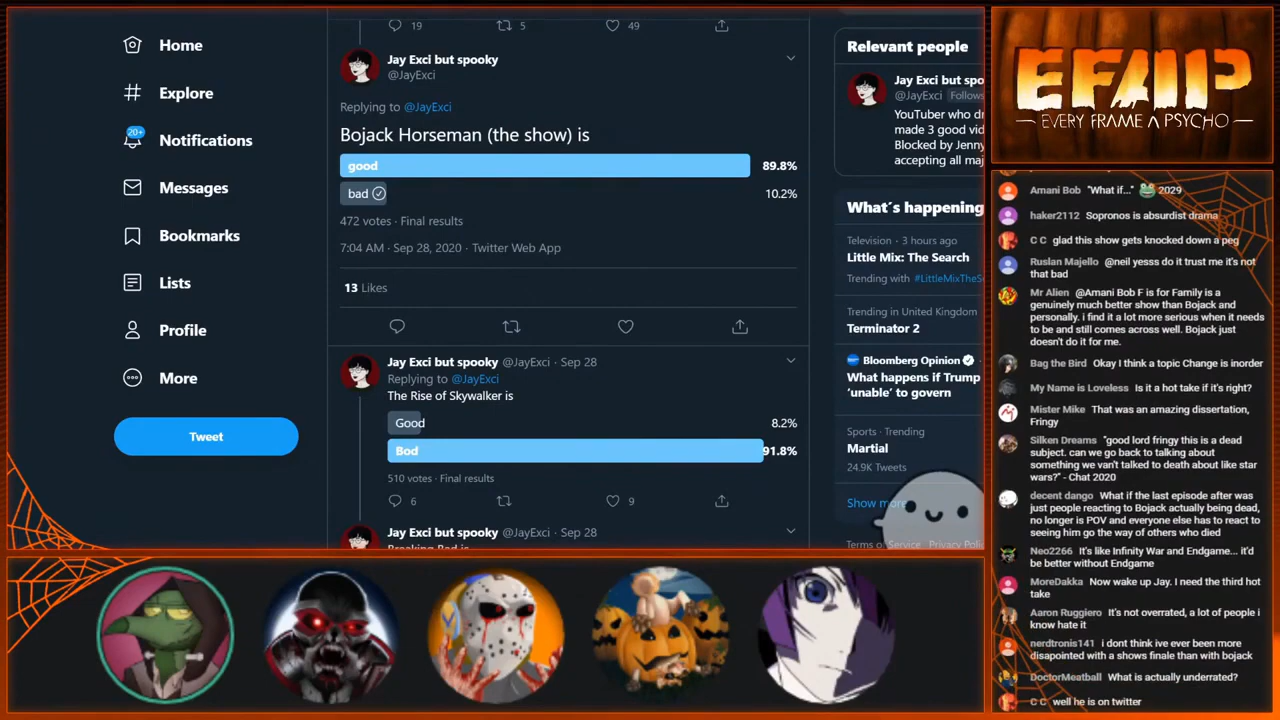 Home
Explore
20+
Notifications
Messages
Bookmarks
Lists
Profile
More
Tweet
19
5
49
Jay Exci but spooky
@JayExci
Replying to @JayExci
Bojack Horseman (the show) is
good
89.8%
bad
10.2%
472 votes · Final results
7:04 AM · Sep 28, 2020 · Twitter Web App
13 Likes
Jay Exci but spooky @JayExci · Sep 28
Replying to @JayExci
The Rise of Skywalker is
Good
8.2%
Bod
91.8%
510 votes · Final results
6
9
Jay Exci but spooky @JayExci · Sep 28
Breaking Bad is
Relevant people
Jay Exci but spo
@JayExci Follows
YouTuber who dr
made 3 good vid
Blocked by Jenny
accepting all maj
What's happening
Television · 3 hours ago
Little Mix: The Search
Trending with #LittleMixTheS
Trending in United Kingdom
Terminator 2
Bloomberg Opinion
What happens if Trump
'unable' to govern
Sports · Trending
Martial
24.9K Tweets
Show more
Terms of Service Privacy Polic
EFAP
EVERY FRAME A PSYCHO
Amani Bob "What if..." 2029
haker2112 Sopronos is absurdist drama
C C glad this show gets knocked down a peg
Ruslan Majello @neil yesss do it trust me it's not
that bad
Mr Alien @Amani Bob F is for Family is a
genuinely much better show than Bojack and
personally. i find it a lot more serious when it needs
to be and still comes across well. Bojack just
doesn't do it for me.
Bag the Bird Okay I think a topic Change is inorder
My Name is Loveless Is it a hot take if it's right?
Mister Mike That was an amazing dissertation,
Fringy
Silken Dreams "good lord fringy this is a dead
subject. can we go back to talking about
something we van't talked to death about like star
wars?" - Chat 2020
decent dango What if the last episode after was
just people reacting to Bojack actually being dead,
no longer is POV and everyone else has to react to
seeing him go the way of others who died
Neo2266 It's like Infinity War and Endgame... it'd
be better without Endgame
MoreDakka Now wake up Jay. I need the third hot
take
Aaron Ruggiero It's not overrated, a lot of people i
know hate it
nerdtronis141 i dont think ive ever been more
disapointed with a shows finale than with bojack
DoctorMeatball What is actually underrated?
C C well he is on twitter